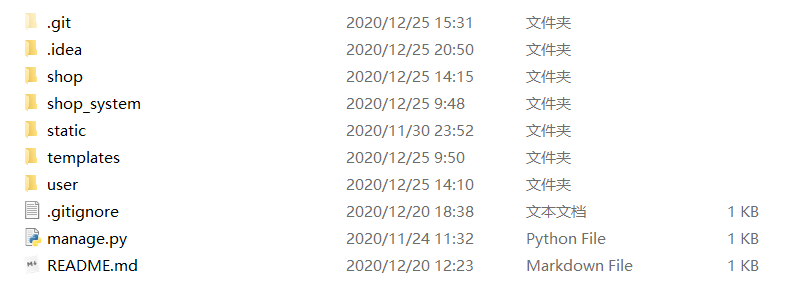 .git 2020/12/25 15:31 文件夹
.idea 2020/12/25 20:50 文件夹
shop 2020/12/25 14:15 文件夹
shop_system 2020/12/25 9:48 文件夹
static 2020/11/30 23:52 文件夹
templates 2020/12/25 9:50 文件夹
user 2020/12/25 14:10 文件夹
.gitignore 2020/12/20 18:38 文本文档 1 KB
manage.py 2020/11/24 11:32 Python File 1 KB
README.md 2020/12/20 12:23 Markdown File 1 KB